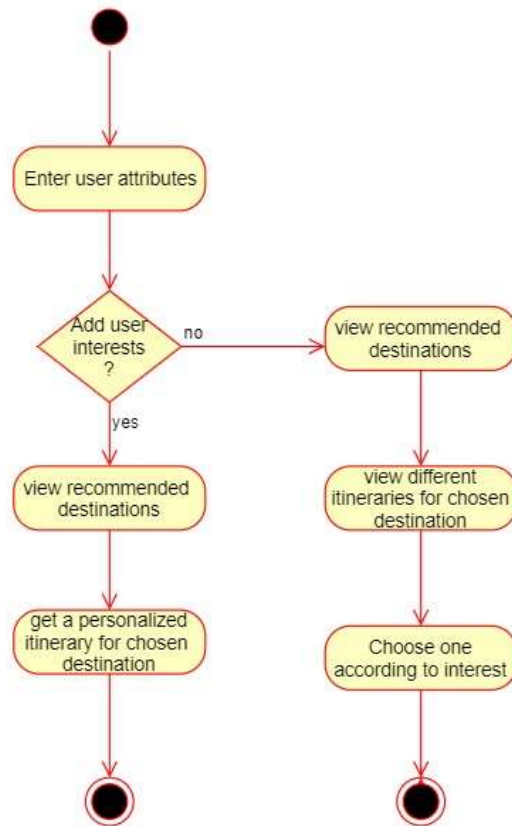 Enter user attributes
Add user
interests
?
no
yes
view recommended
destinations
view recommended
destinations
view different
itineraries for chosen
destination
get a personalized
itinerary for chosen
destination
Choose one
according to interest